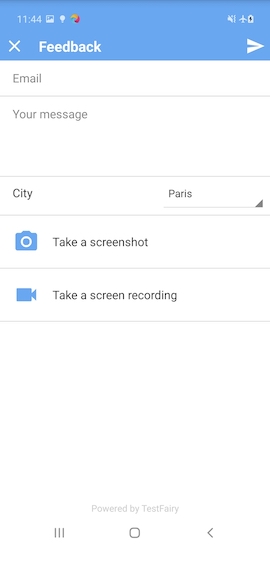 11:44
Feedback
Email
Your message
City Paris
Take a screenshot
Take a screen recording
Powered by TestFairy